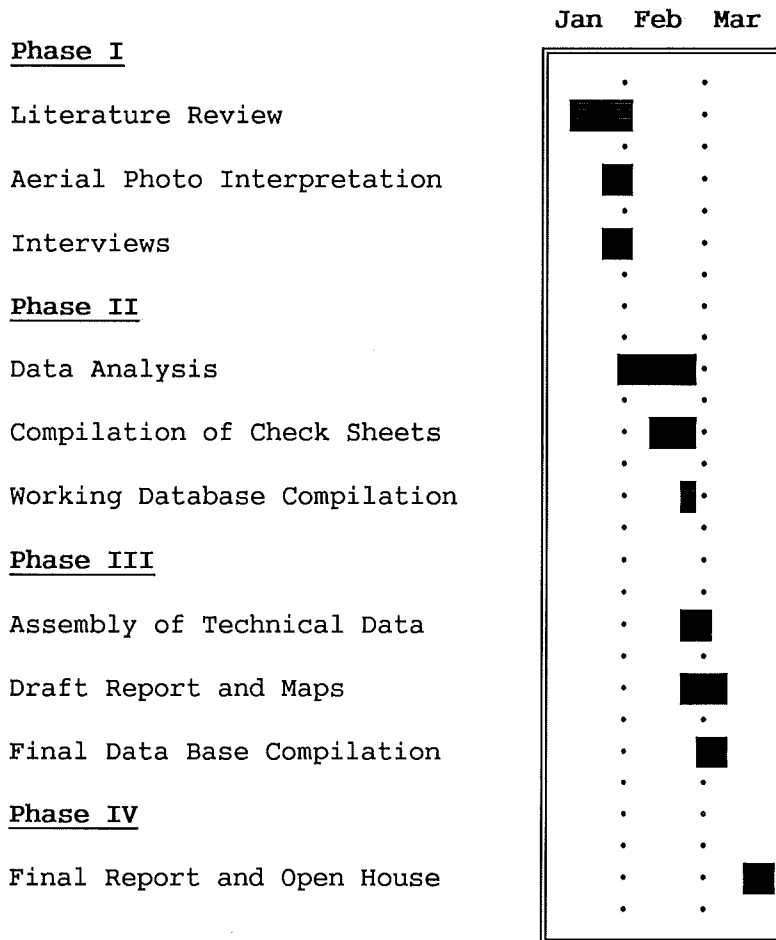 Jan Feb Mar
Phase I
Literature Review
Aerial Photo Interpretation
Interviews
Phase II
Data Analysis
Compilation of Check Sheets
Working Database Compilation
Phase III
Assembly of Technical Data
Draft Report and Maps
Final Data Base Compilation
Phase IV
Final Report and Open House